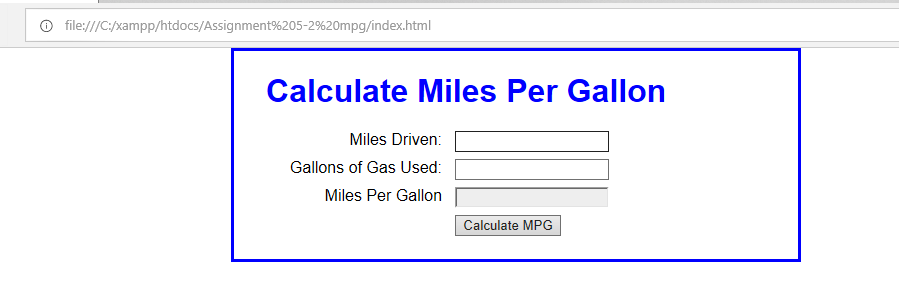 file:///C:/xampp/htdocs/Assignment%205-2%20mpg/index.html
Calculate Miles Per Gallon
Miles Driven:
Gallons of Gas Used:
Miles Per Gallon
Calculate MPG